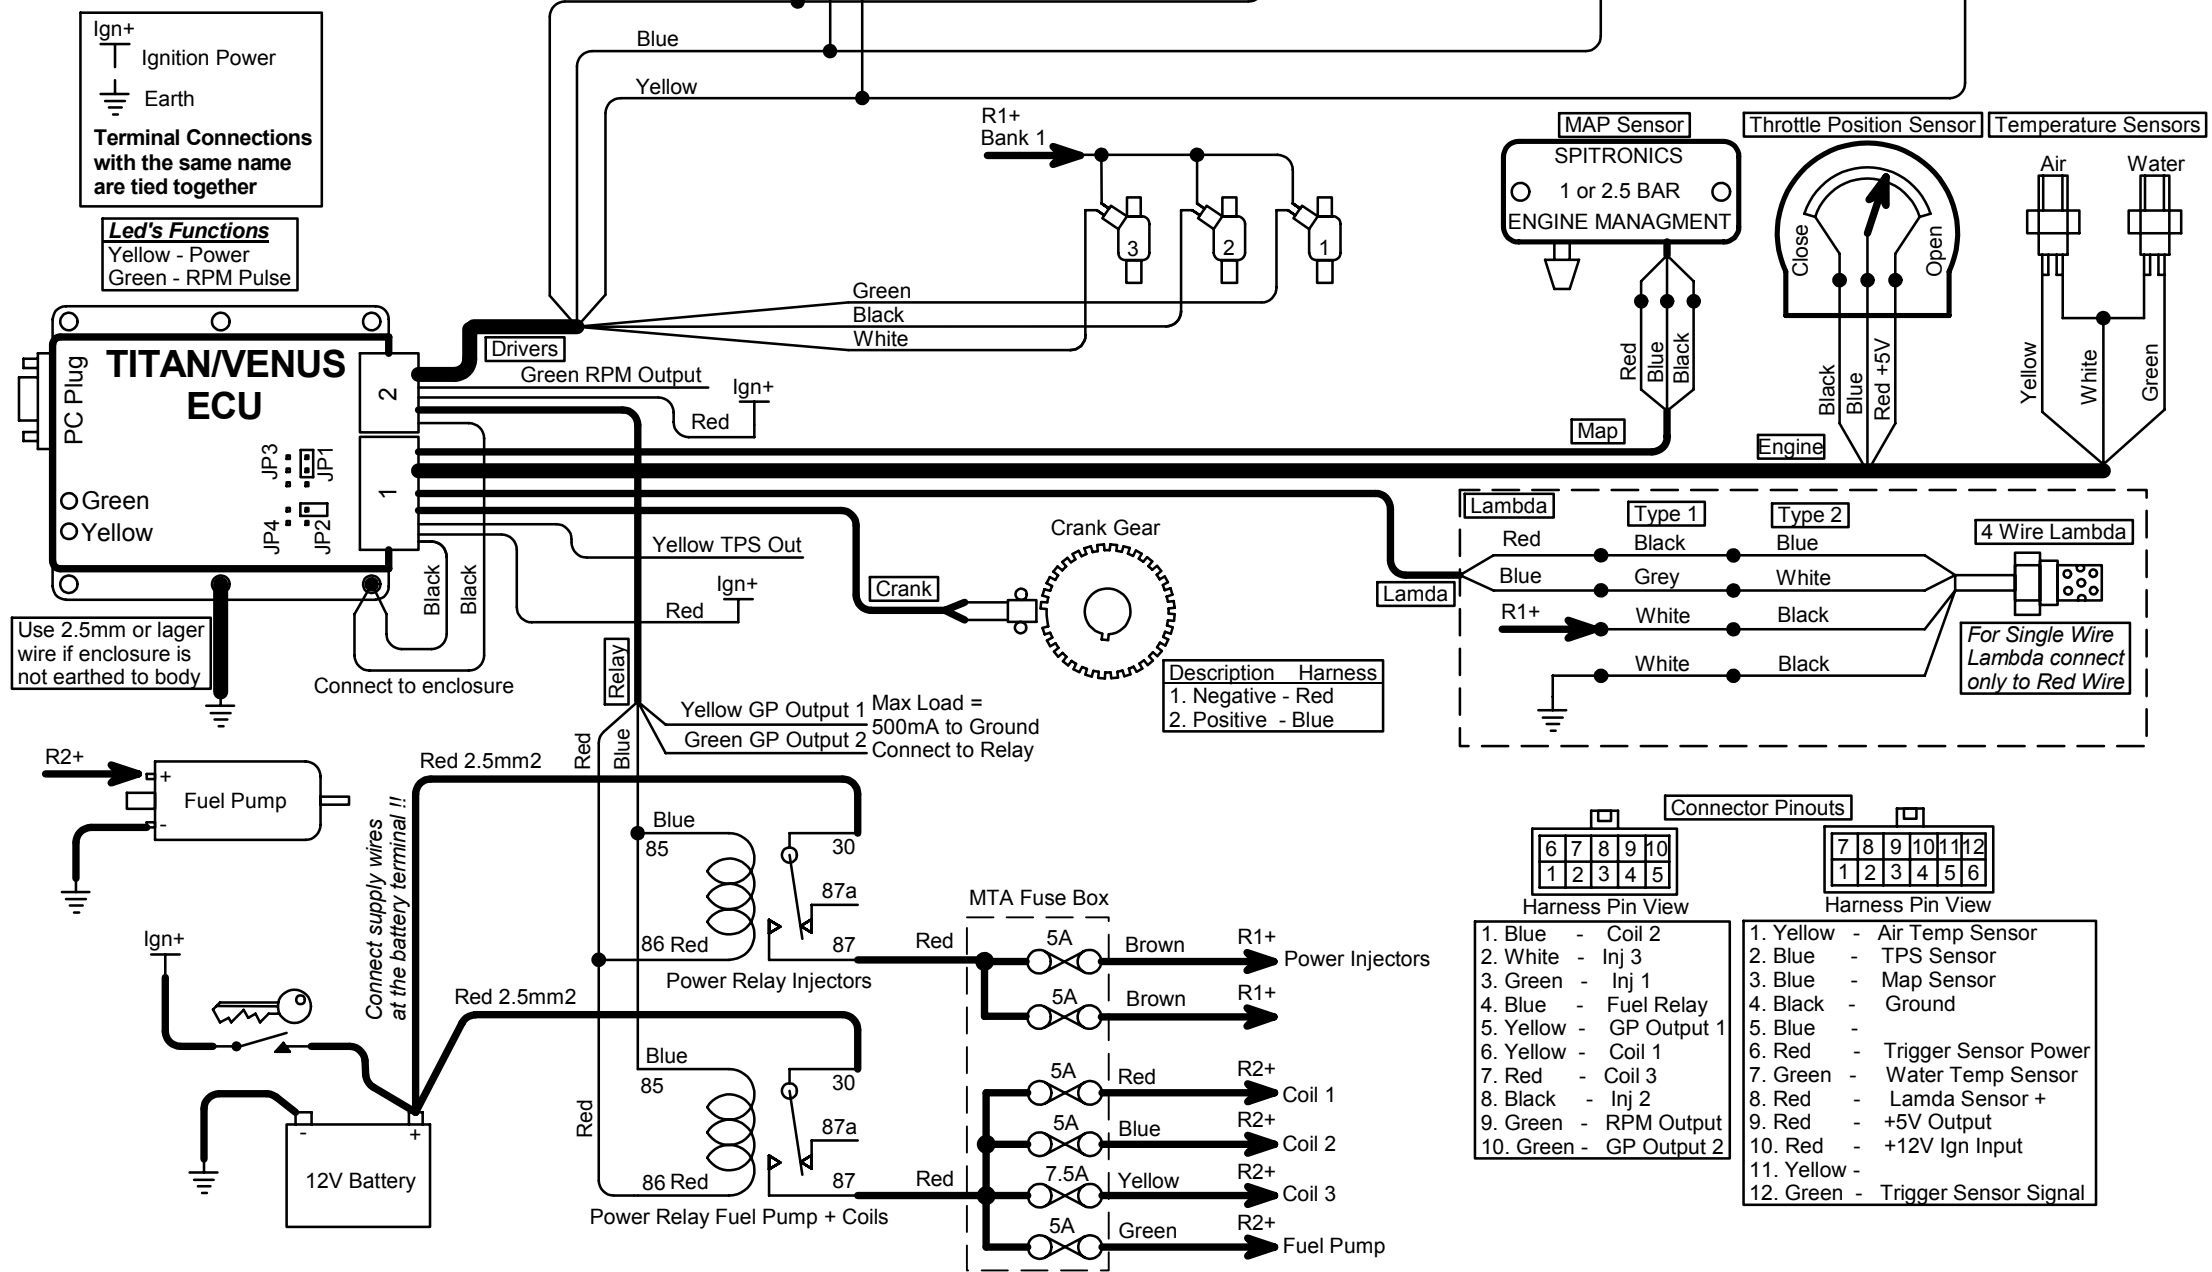 Ign+
Ignition Power
Earth
Terminal Connections
with the same name
are tied together
Led's Functions
Yellow - Power
Green - RPM Pulse
Blue
Yellow
R1+
Bank 1
3
2
1
Green
Black
White
Drivers
MAP Sensor
SPITRONICS
1 or 2.5 BAR
ENGINE MANAGMENT
Red
Blue
Black
Map
Throttle Position Sensor
Close
Open
Black
Blue
Red +5V
Engine
Temperature Sensors
Air
Water
Yellow
White
Green
TITAN/VENUS
ECU
PC Plug
2
1
JP3
JP1
JP4
JP2
Green
Yellow
Green RPM Output
Ign+
Red
Yellow TPS Out
Ign+
Red
Black
Black
Use 2.5mm or lager
wire if enclosure is
not earthed to body
Connect to enclosure
Relay
Crank
Crank Gear
Description Harness
1. Negative - Red
2. Positive - Blue
Lamda
Lambda
Type 1
Type 2
4 Wire Lambda
Red
Black
Blue
Blue
Grey
White
R1+
White
Black
White
Black
For Single Wire
Lambda connect
only to Red Wire
Yellow GP Output 1
Green GP Output 2
Max Load =
500mA to Ground
Connect to Relay
Red
Blue
R2+
+
-
Fuel Pump
Red 2.5mm2
Connect supply wires
at the battery terminal !!
Blue
85
30
87a
86 Red
87
Power Relay Injectors
Red
MTA Fuse Box
5A
Brown
R1+
Power Injectors
5A
Brown
R1+
Ign+
Red 2.5mm2
-
+
12V Battery
Red
Blue
85
30
87a
86 Red
87
Power Relay Fuel Pump + Coils
Red
5A
Red
R2+
Coil 1
5A
Blue
R2+
Coil 2
7.5A
Yellow
R2+
Coil 3
5A
Green
R2+
Fuel Pump
Connector Pinouts
6 7 8 9 10
1 2 3 4 5
Harness Pin View
1. Blue - Coil 2
2. White - Inj 3
3. Green - Inj 1
4. Blue - Fuel Relay
5. Yellow - GP Output 1
6. Yellow - Coil 1
7. Red - Coil 3
8. Black - Inj 2
9. Green - RPM Output
10. Green - GP Output 2
7 8 9 10 11 12
1 2 3 4 5 6
Harness Pin View
1. Yellow - Air Temp Sensor
2. Blue - TPS Sensor
3. Blue - Map Sensor
4. Black - Ground
5. Blue -
6. Red - Trigger Sensor Power
7. Green - Water Temp Sensor
8. Red - Lamda Sensor +
9. Red - +5V Output
10. Red - +12V Ign Input
11. Yellow -
12. Green - Trigger Sensor Signal